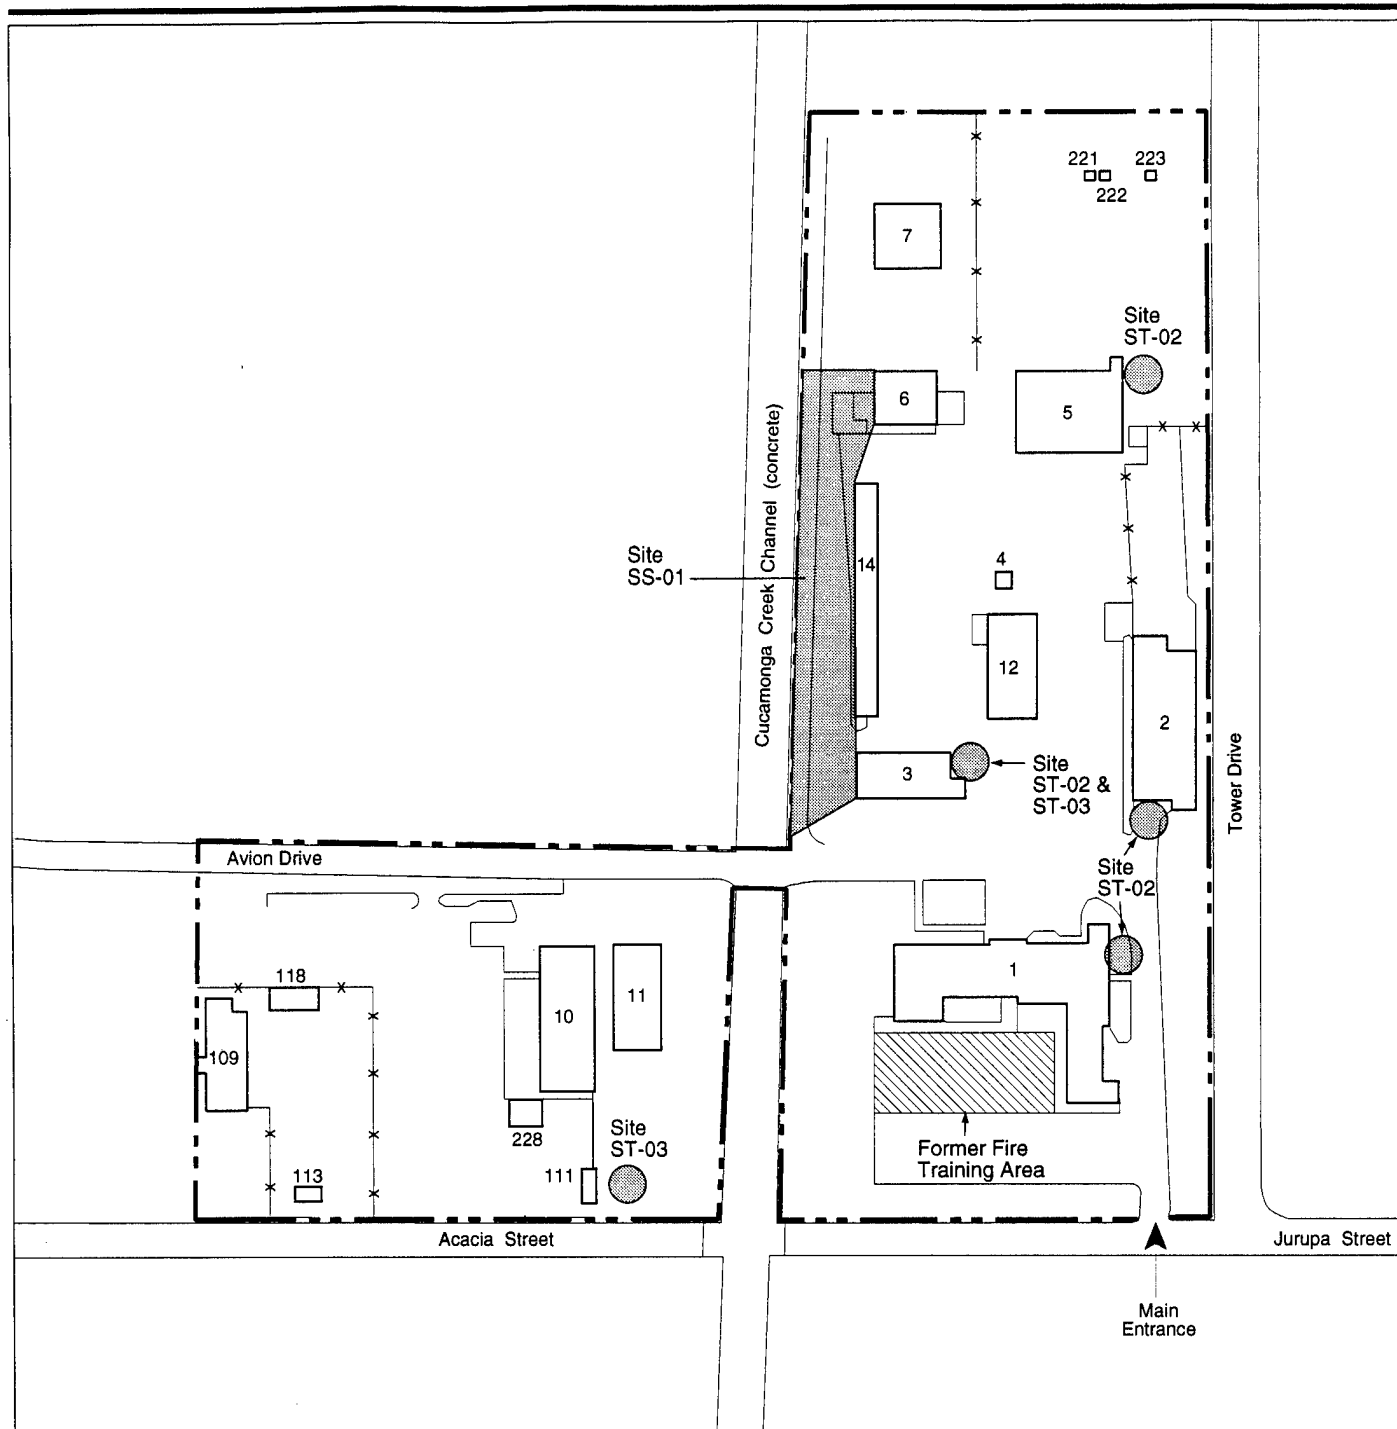 221
223
222
7
Site
ST-02
6
5
Cucamonga Creek Channel (concrete)
Site
SS-01
14
4
12
2
3
Site
ST-02 &
ST-03
Tower Drive
Avion Drive
Site
ST-02
118
109
10
11
1
228
Site
ST-03
111
113
Former Fire
Training Area
Acacia Street
Jurupa Street
Main
Entrance